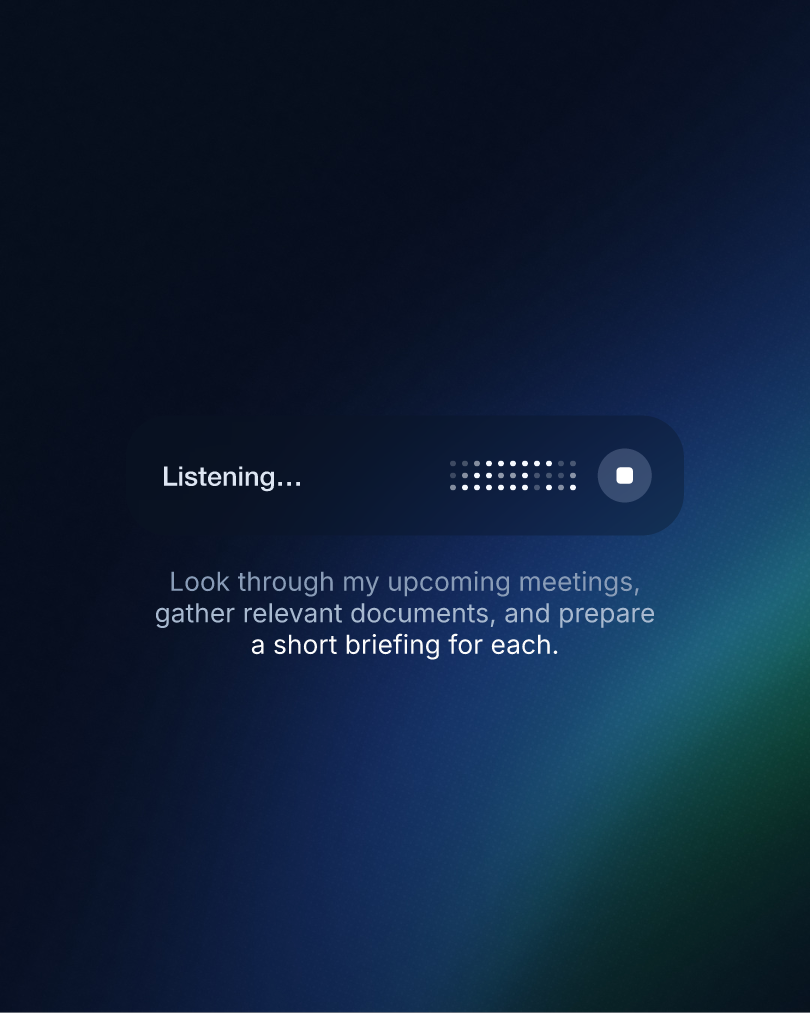 Listening...
Look through my upcoming meetings,
gather relevant documents, and prepare
a short briefing for each.